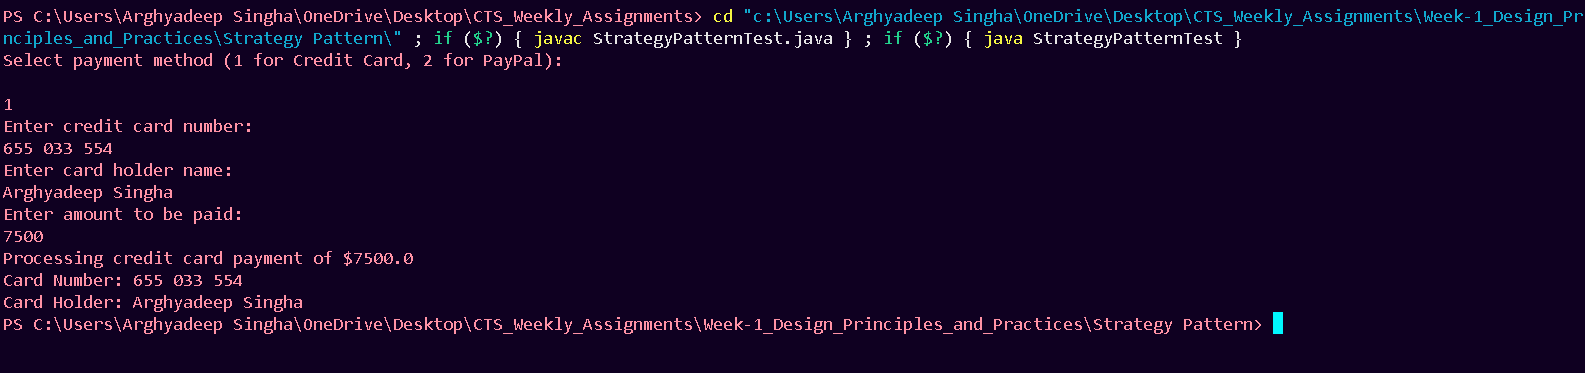 PS C:\Users\Arghyadeep Singha\OneDrive\Desktop\CTS_Weekly_Assignments> cd "c:\Users\Arghyadeep Singha\OneDrive\Desktop\CTS_Weekly_Assignments\Week-1_Design_Pr
nciples_and_Practices\Strategy Pattern\" ; if ($?) { javac StrategyPatternTest.java } ; if ($?) { java StrategyPatternTest }
Select payment method (1 for Credit Card, 2 for PayPal):
1
Enter credit card number:
655 033 554
Enter card holder name:
Arghyadeep Singha
Enter amount to be paid:
7500
Processing credit card payment of $7500.0
Card Number: 655 033 554
Card Holder: Arghyadeep Singha
PS C:\Users\Arghyadeep Singha\OneDrive\Desktop\CTS_Weekly_Assignments\Week-1_Design_Principles_and_Practices\Strategy Pattern>